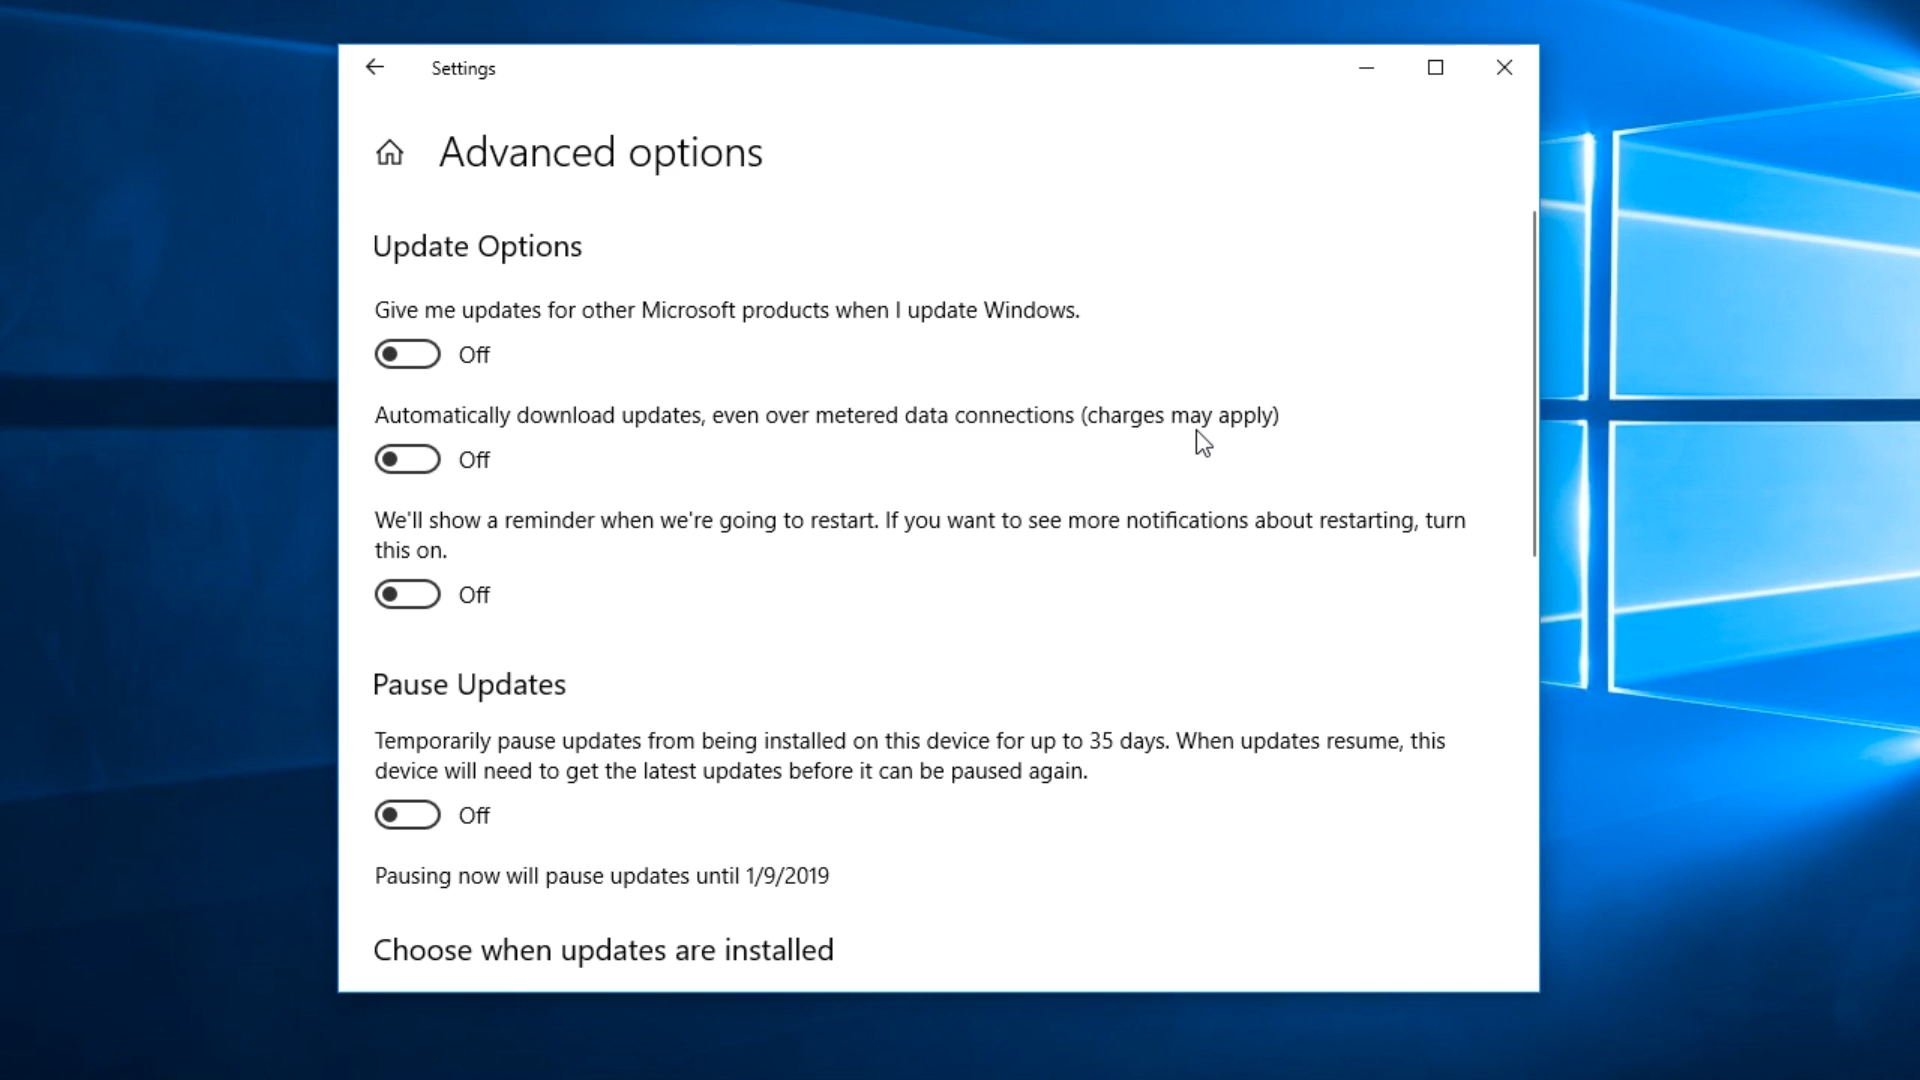 Settings
Advanced options
Update Options
Give me updates for other Microsoft products when I update Windows.
Off
Automatically download updates, even over metered data connections (charges may apply)
Off
We'll show a reminder when we're going to restart. If you want to see more notifications about restarting, turn
this on.
Off
Pause Updates
Temporarily pause updates from being installed on this device for up to 35 days. When updates resume, this
device will need to get the latest updates before it can be paused again.
Off
Pausing now will pause updates until 1/9/2019
Choose when updates are installed